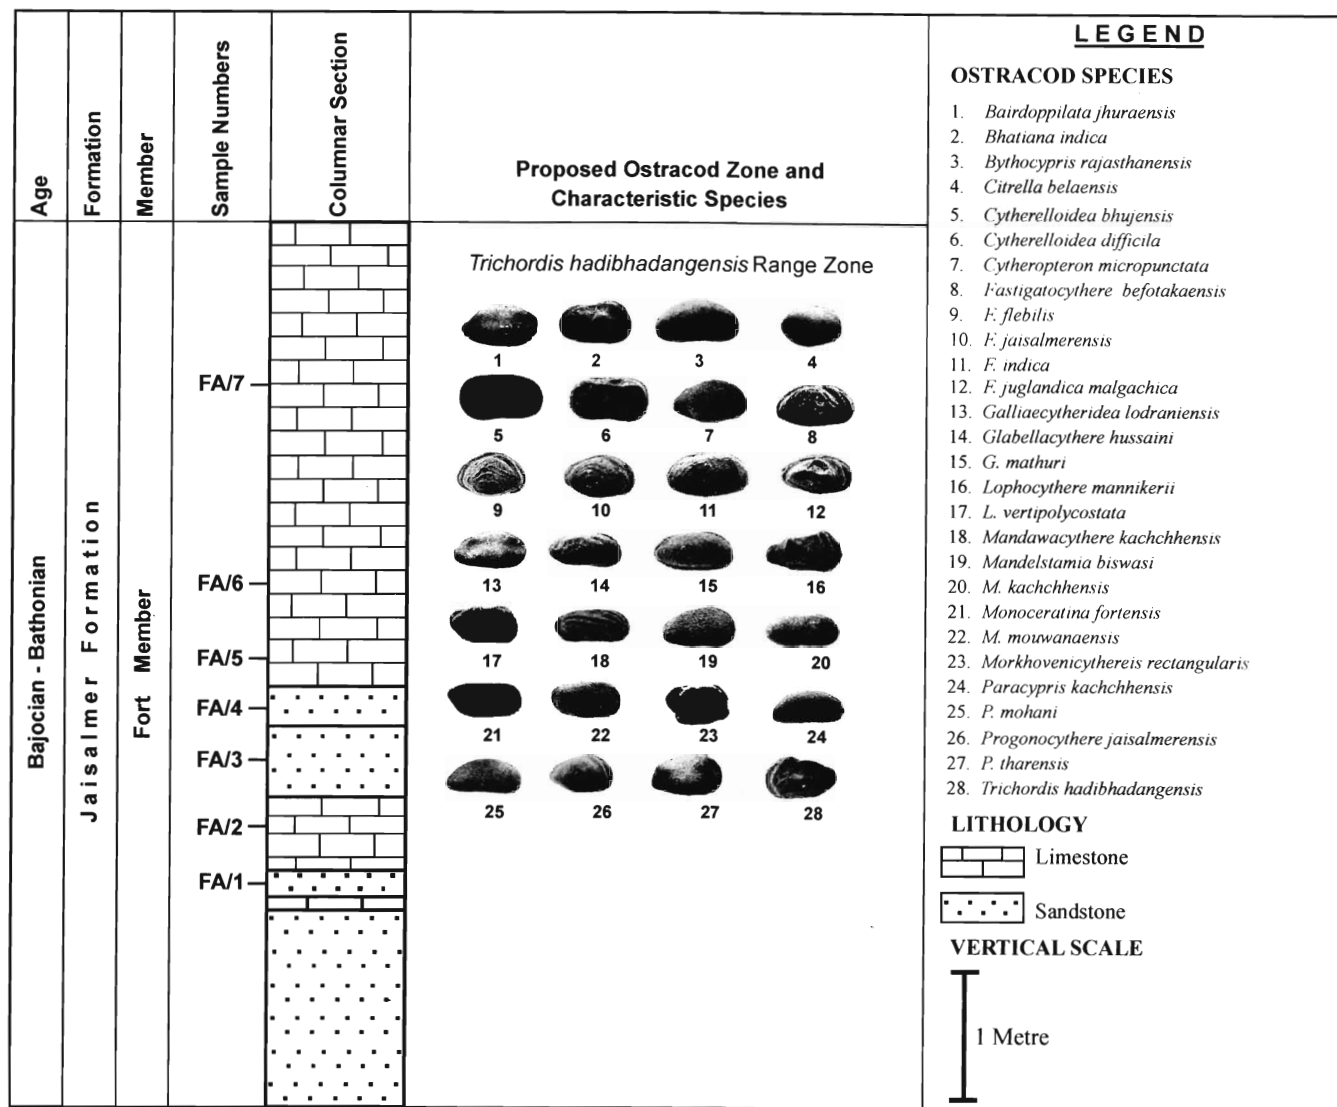 Age
Formation
Member
Sample Numbers
Columnar Section
Proposed Ostracod Zone and
Characteristic Species
Bajocian - Bathonian
Jaisalmer Formation
Fort Member
FA/7
FA/6
FA/5
FA/4
FA/3
FA/2
FA/1
Trichordis hadibhadangensis Range Zone
1 2 3 4
5 6 7 8
9 10 11 12
13 14 15 16
17 18 19 20
21 22 23 24
25 26 27 28
LEGEND
OSTRACOD SPECIES
1. Bairdoppilata jhuraensis
2. Bhatiana indica
3. Bythocypris rajasthanensis
4. Citrella belaensis
5. Cytherelloidea bhujensis
6. Cytherelloidea difficila
7. Cytheropteron micropunctata
8. Fastigatocythere befotakaensis
9. F. flebilis
10. F. jaisalmerensis
11. F. indica
12. F. juglandica malgachica
13. Galliaecytheridea lodraniensis
14. Glabellacythere hussaini
15. G. mathuri
16. Lophocythere mannikerii
17. L. vertipolycostata
18. Mandawacythere kachchhensis
19. Mandelstamia biswasi
20. M. kachchhensis
21. Monoceratina fortensis
22. M. mouwanaensis
23. Morkhovenicythereis rectangularis
24. Paracypris kachchhensis
25. P. mohani
26. Progonocythere jaisalmerensis
27. P. tharensis
28. Trichordis hadibhadangensis
LITHOLOGY
Limestone
Sandstone
VERTICAL SCALE
1 Metre